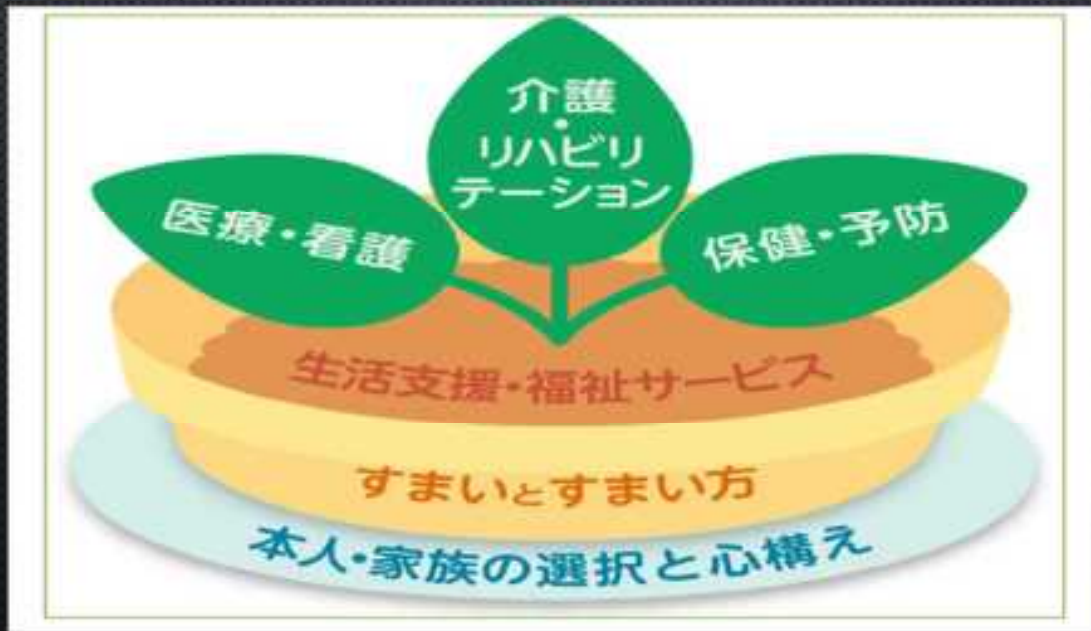 介護
・
リハビリ
テーション
医療・看護
保健・予防
生活支援・福祉サービス
すまいとすまい方
本人・家族の選択と心構え